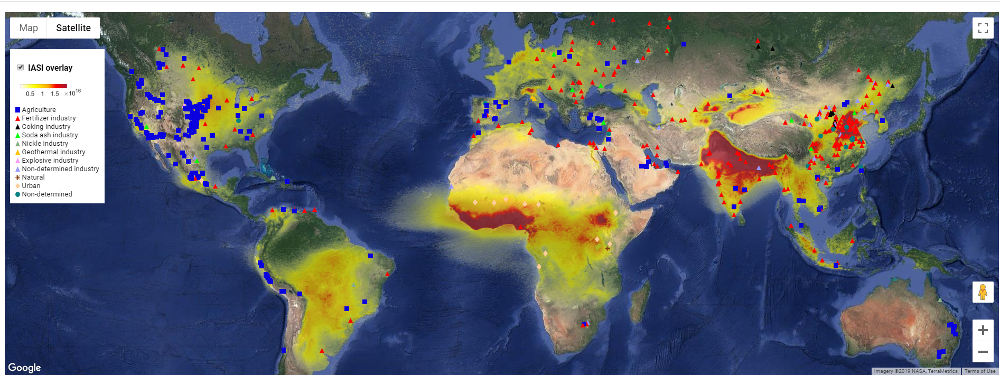 Map Satellite
IASI overlay
0.5 1 1.5 ×10^16
Agriculture
Fertilizer industry
Coking industry
Soda ash industry
Nickle industry
Geothermal industry
Explosive industry
Non-determined industry
Natural
Urban
Non-determined
Google
Imagery ©2019 NASA, TerraMetrics Terms of Use